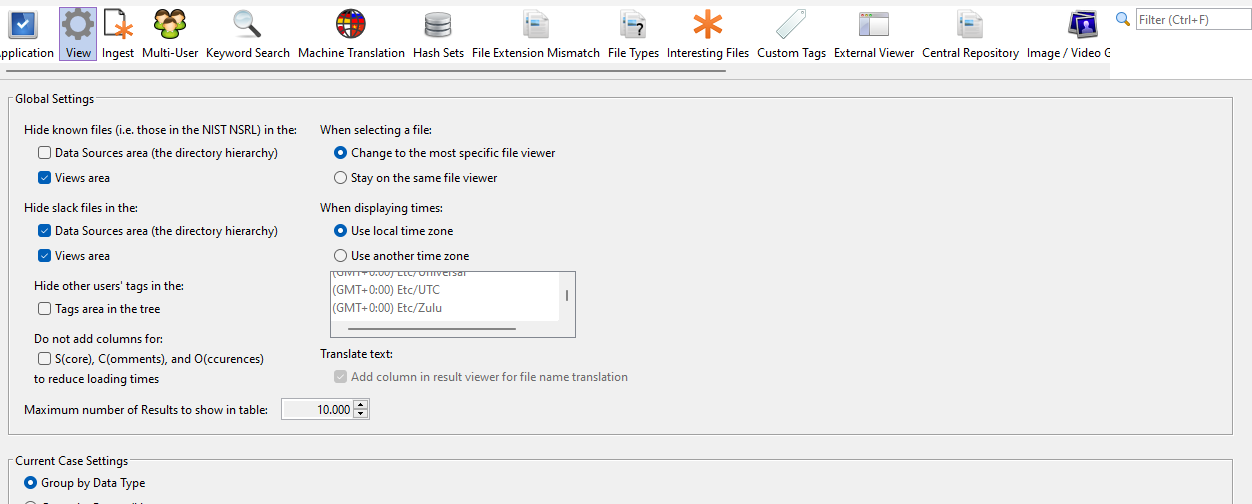 pplication View Ingest Multi-User Keyword Search Machine Translation Hash Sets File Extension Mismatch File Types Interesting Files Custom Tags External Viewer Central Repository Image / Video G
Filter (Ctrl+F)
Global Settings
Hide known files (i.e. those in the NIST NSRL) in the:
Data Sources area (the directory hierarchy)
Views area
Hide slack files in the:
Data Sources area (the directory hierarchy)
Views area
Hide other users' tags in the:
Tags area in the tree
Do not add columns for:
S(core), C(omments), and O(ccurences)
to reduce loading times
Maximum number of Results to show in table: 10.000
When selecting a file:
Change to the most specific file viewer
Stay on the same file viewer
When displaying times:
Use local time zone
Use another time zone
(GMT+0:00) Etc/Universal
(GMT+0:00) Etc/UTC
(GMT+0:00) Etc/Zulu
Translate text:
Add column in result viewer for file name translation
Current Case Settings
Group by Data Type